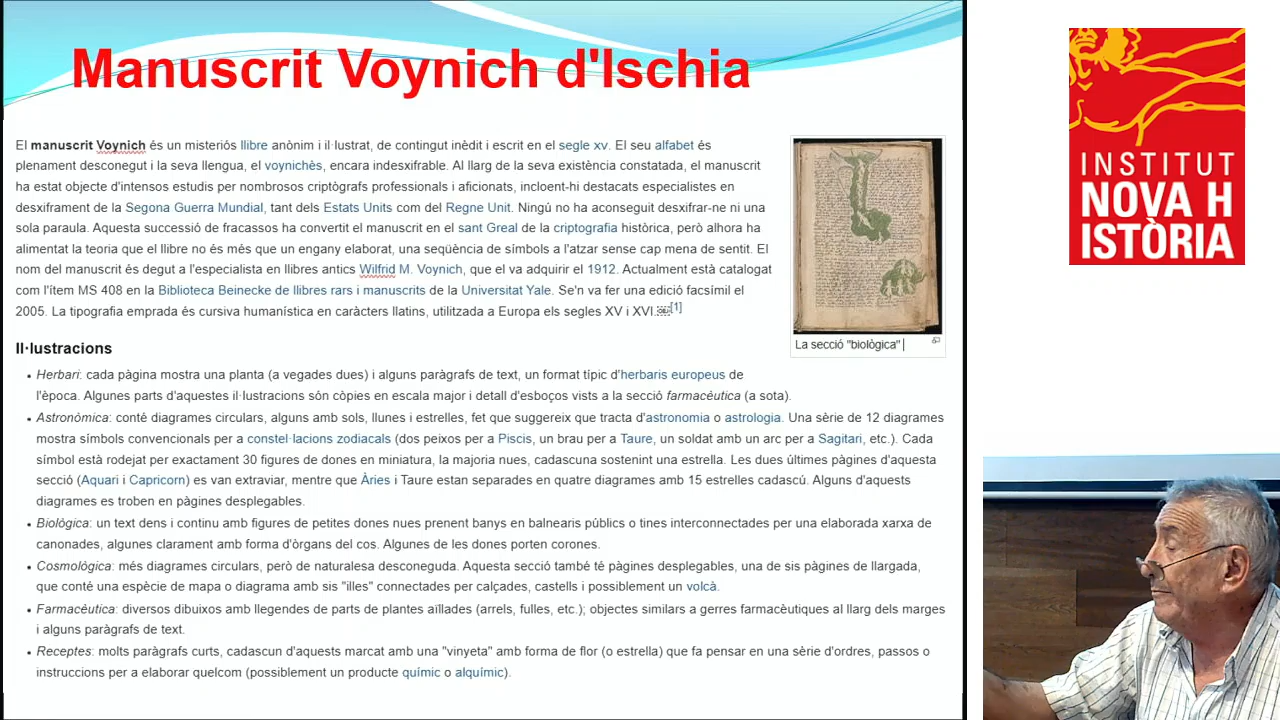 Manuscrit Voynich d'Ischia
El manuscrit Voynich és un misteriós llibre anònim i il·lustrat, de contingut inèdit i escrit en el segle xv. El seu alfabet és
plenament desconegut i la seva llengua, el voynichès, encara indesxifrable. Al llarg de la seva existència constatada, el manuscrit
ha estat objecte d'intensos estudis per nombrosos criptògrafs professionals i aficionats, incloent-hi destacats especialistes en
desxiframent de la Segona Guerra Mundial, tant dels Estats Units com del Regne Unit. Ningú no ha aconseguit desxifrar-ne ni una
sola paraula. Aquesta successió de fracassos ha convertit el manuscrit en el sant Greal de la criptografia històrica, però alhora ha
alimentat la teoria que el llibre no és més que un engany elaborat, una seqüència de símbols a l'atzar sense cap mena de sentit. El
nom del manuscrit és degut a l'especialista en llibres antics Wilfrid M. Voynich, que el va adquirir el 1912. Actualment està catalogat
com l'ítem MS 408 en la Biblioteca Beinecke de llibres rars i manuscrits de la Universitat Yale. Se'n va fer una edició facsímil el
2005. La tipografia emprada és cursiva humanística en caràcters llatins, utilitzada a Europa els segles XV i XVI.[1]
La secció "biològica"
Il·lustracions
• Herbari: cada pàgina mostra una planta (a vegades dues) i alguns paràgrafs de text, un format típic d'herbaris europeus de
l'època. Algunes parts d'aquestes il·lustracions són còpies en escala major i detall d'esboços vists a la secció farmacèutica (a sota).
• Astronòmica: conté diagrames circulars, alguns amb sols, llunes i estrelles, fet que suggereix que tracta d'astronomia o astrologia. Una sèrie de 12 diagrames
mostra símbols convencionals per a constel·lacions zodiacals (dos peixos per a Piscis, un brau per a Taure, un soldat amb un arc per a Sagitari, etc.). Cada
símbol està rodejat per exactament 30 figures de dones en miniatura, la majoria nues, cadascuna sostenint una estrella. Les dues últimes pàgines d'aquesta
secció (Aquari i Capricorn) es van extraviar, mentre que Àries i Taure estan separades en quatre diagrames amb 15 estrelles cadascú. Alguns d'aquests
diagrames es troben en pàgines desplegables.
• Biològica: un text dens i continu amb figures de petites dones nues prenent banys en balnearis públics o tines interconnectades per una elaborada xarxa de
canonades, algunes clarament amb forma d'òrgans del cos. Algunes de les dones porten corones.
• Cosmològica: més diagrames circulars, però de naturalesa desconeguda. Aquesta secció també té pàgines desplegables, una de sis pàgines de llargada,
que conté una espècie de mapa o diagrama amb sis "illes" connectades per calçades, castells i possiblement un volcà.
• Farmacèutica: diversos dibuixos amb llegendes de parts de plantes aïllades (arrels, fulles, etc.); objectes similars a gerres farmacèutiques al llarg dels marges
i alguns paràgrafs de text.
• Receptes: molts paràgrafs curts, cadascun d'aquests marcat amb una "vinyeta" amb forma de flor (o estrella) que fa pensar en una sèrie d'ordres, passos o
instruccions per a elaborar quelcom (possiblement un producte químic o alquímic).
INSTITUT
NOVA H
ISTÒRIA